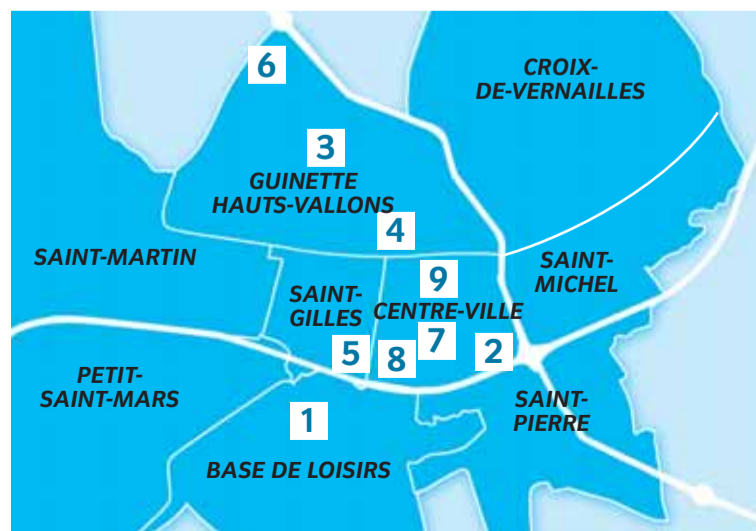 6
CROIX-
DE-VERNAILLES
3
GUINETTE
HAUTS-VALLONS
4
SAINT-MARTIN
9
SAINT-
MICHEL
SAINT-
GILLES
CENTRE-VILLE
5
8
7
2
PETIT-
SAINT-MARS
SAINT-
PIERRE
1
BASE DE LOISIRS